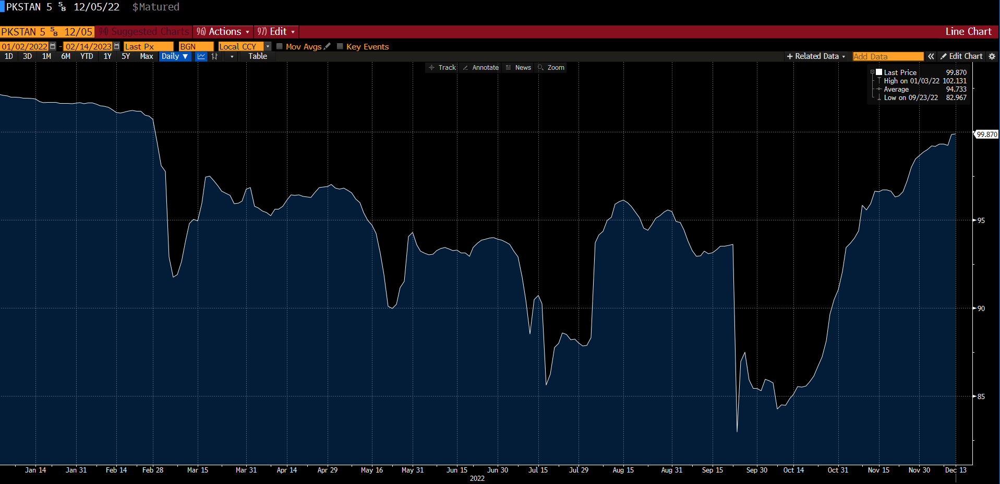 PKSTAN 5 ⅝ 12/05/22 $Matured
PKSTAN 5 ⅝ 12/05 94) Suggested Charts 96) Actions 97) Edit Line Chart
01/02/2022 - 02/14/2023 Last Px BGN Local CCY Mov Avgs Key Events
1D 3D 1M 6M YTD 1Y 5Y Max Daily ▼ Table + Related Data Add Data « Edit Chart
Track Annotate News Zoom
Last Price 99.870
High on 01/03/22 102.131
Average 94.733
Low on 09/23/22 82.967
99.870
95
90
85
Jan 14 Jan 31 Feb 14 Feb 28 Mar 15 Mar 31 Apr 14 Apr 29 May 16 May 31 Jun 15 Jun 30 Jul 15 Jul 29 Aug 15 Aug 31 Sep 15 Sep 30 Oct 14 Oct 31 Nov 15 Nov 30 Dec 13
2022